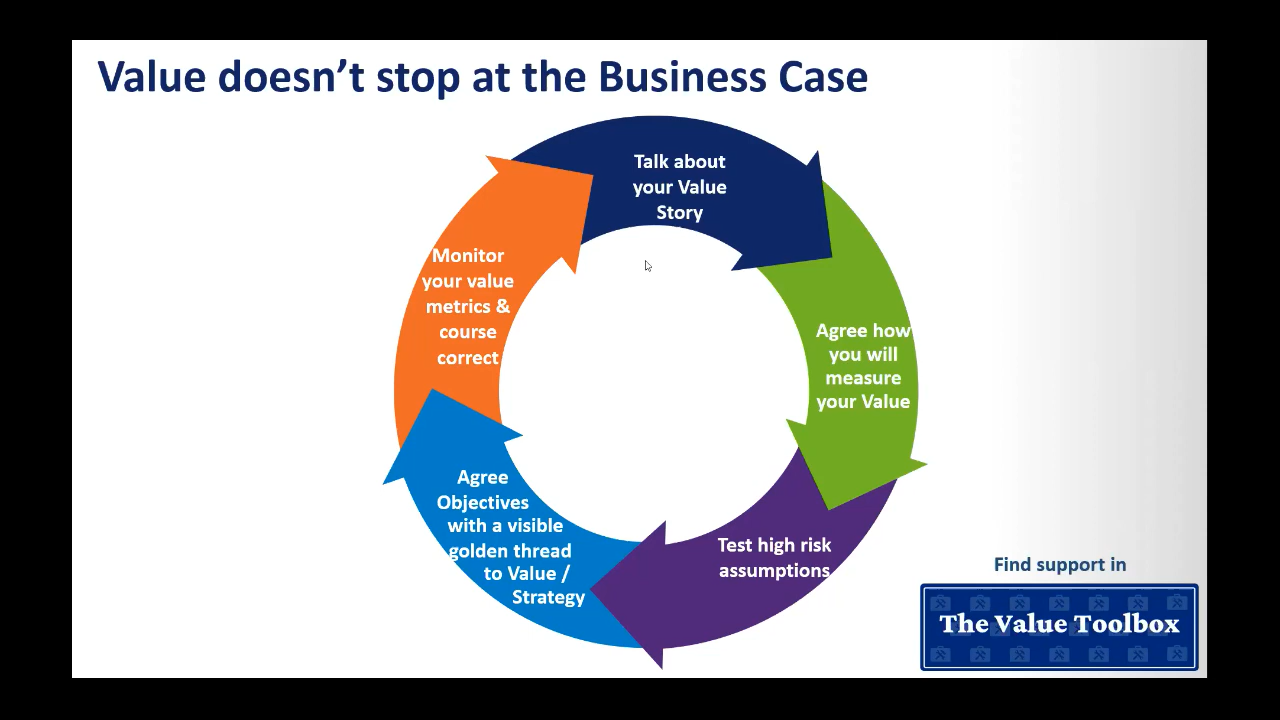 Value doesn’t stop at the Business Case
Talk about
your Value
Story
Agree how
you will
measure
your Value
Test high risk
assumptions
Agree
Objectives
with a visible
golden thread
to Value /
Strategy
Monitor
your value
metrics &
course
correct
Find support in
The Value Toolbox